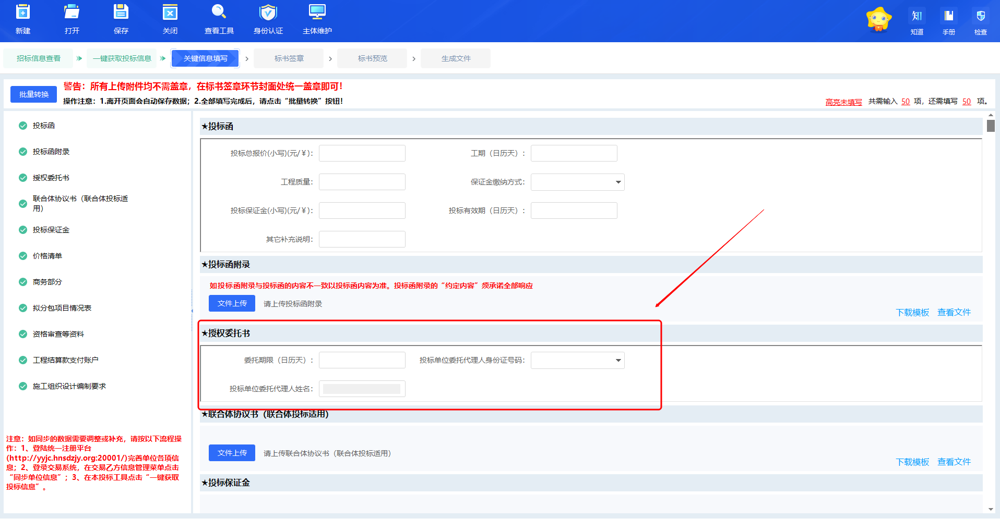 新建
打开
保存
关闭
查看工具
身份认证
主体维护
知
知道
手册
检查
招标信息查看
一键获取投标信息
关键信息填写
标书签章
标书预览
生成文件
批量转换
警告：所有上传附件均不需盖章，在标书签章环节封面处统一盖章即可！
操作注意：1.离开页面会自动保存数据；2.全部填写完成后，请点击“批量转换”按钮！
高亮未填写 共需输入 50 项，还需填写 50 项。
投标函
投标函附录
授权委托书
联合体协议书（联合体投标适
用）
投标保证金
价格清单
商务部分
拟分包项目情况表
资格审查等资料
工程结算款支付账户
施工组织设计编制要求
注意：如同步的数据需要调整或补充，请按以下流程操
作：1、登陆统一注册平台
(http://yyjc.hnsdzjy.org:20001/)完善单位各项信
息；2、登录交易系统，在交易乙方信息管理菜单点击
“同步单位信息”；3、在本投标工具点击“一键获取
投标信息”。
★投标函
投标总报价(小写)(元/￥)： 工期（日历天）：
工程质量： 保证金缴纳方式：
投标保证金(小写)(元/￥)： 投标有效期（日历天）：
其它补充说明：
★投标函附录
如投标函附录与投标函的内容不一致以投标函内容为准。投标函附录的“约定内容”须承诺全部响应
文件上传 请上传投标函附录
下载模板 查看文件
★授权委托书
委托期限（日历天）： 投标单位委托代理人身份证号码：
投标单位委托代理人姓名：
★联合体协议书（联合体投标适用）
文件上传 请上传联合体协议书（联合体投标适用）
下载模板 查看文件
★投标保证金